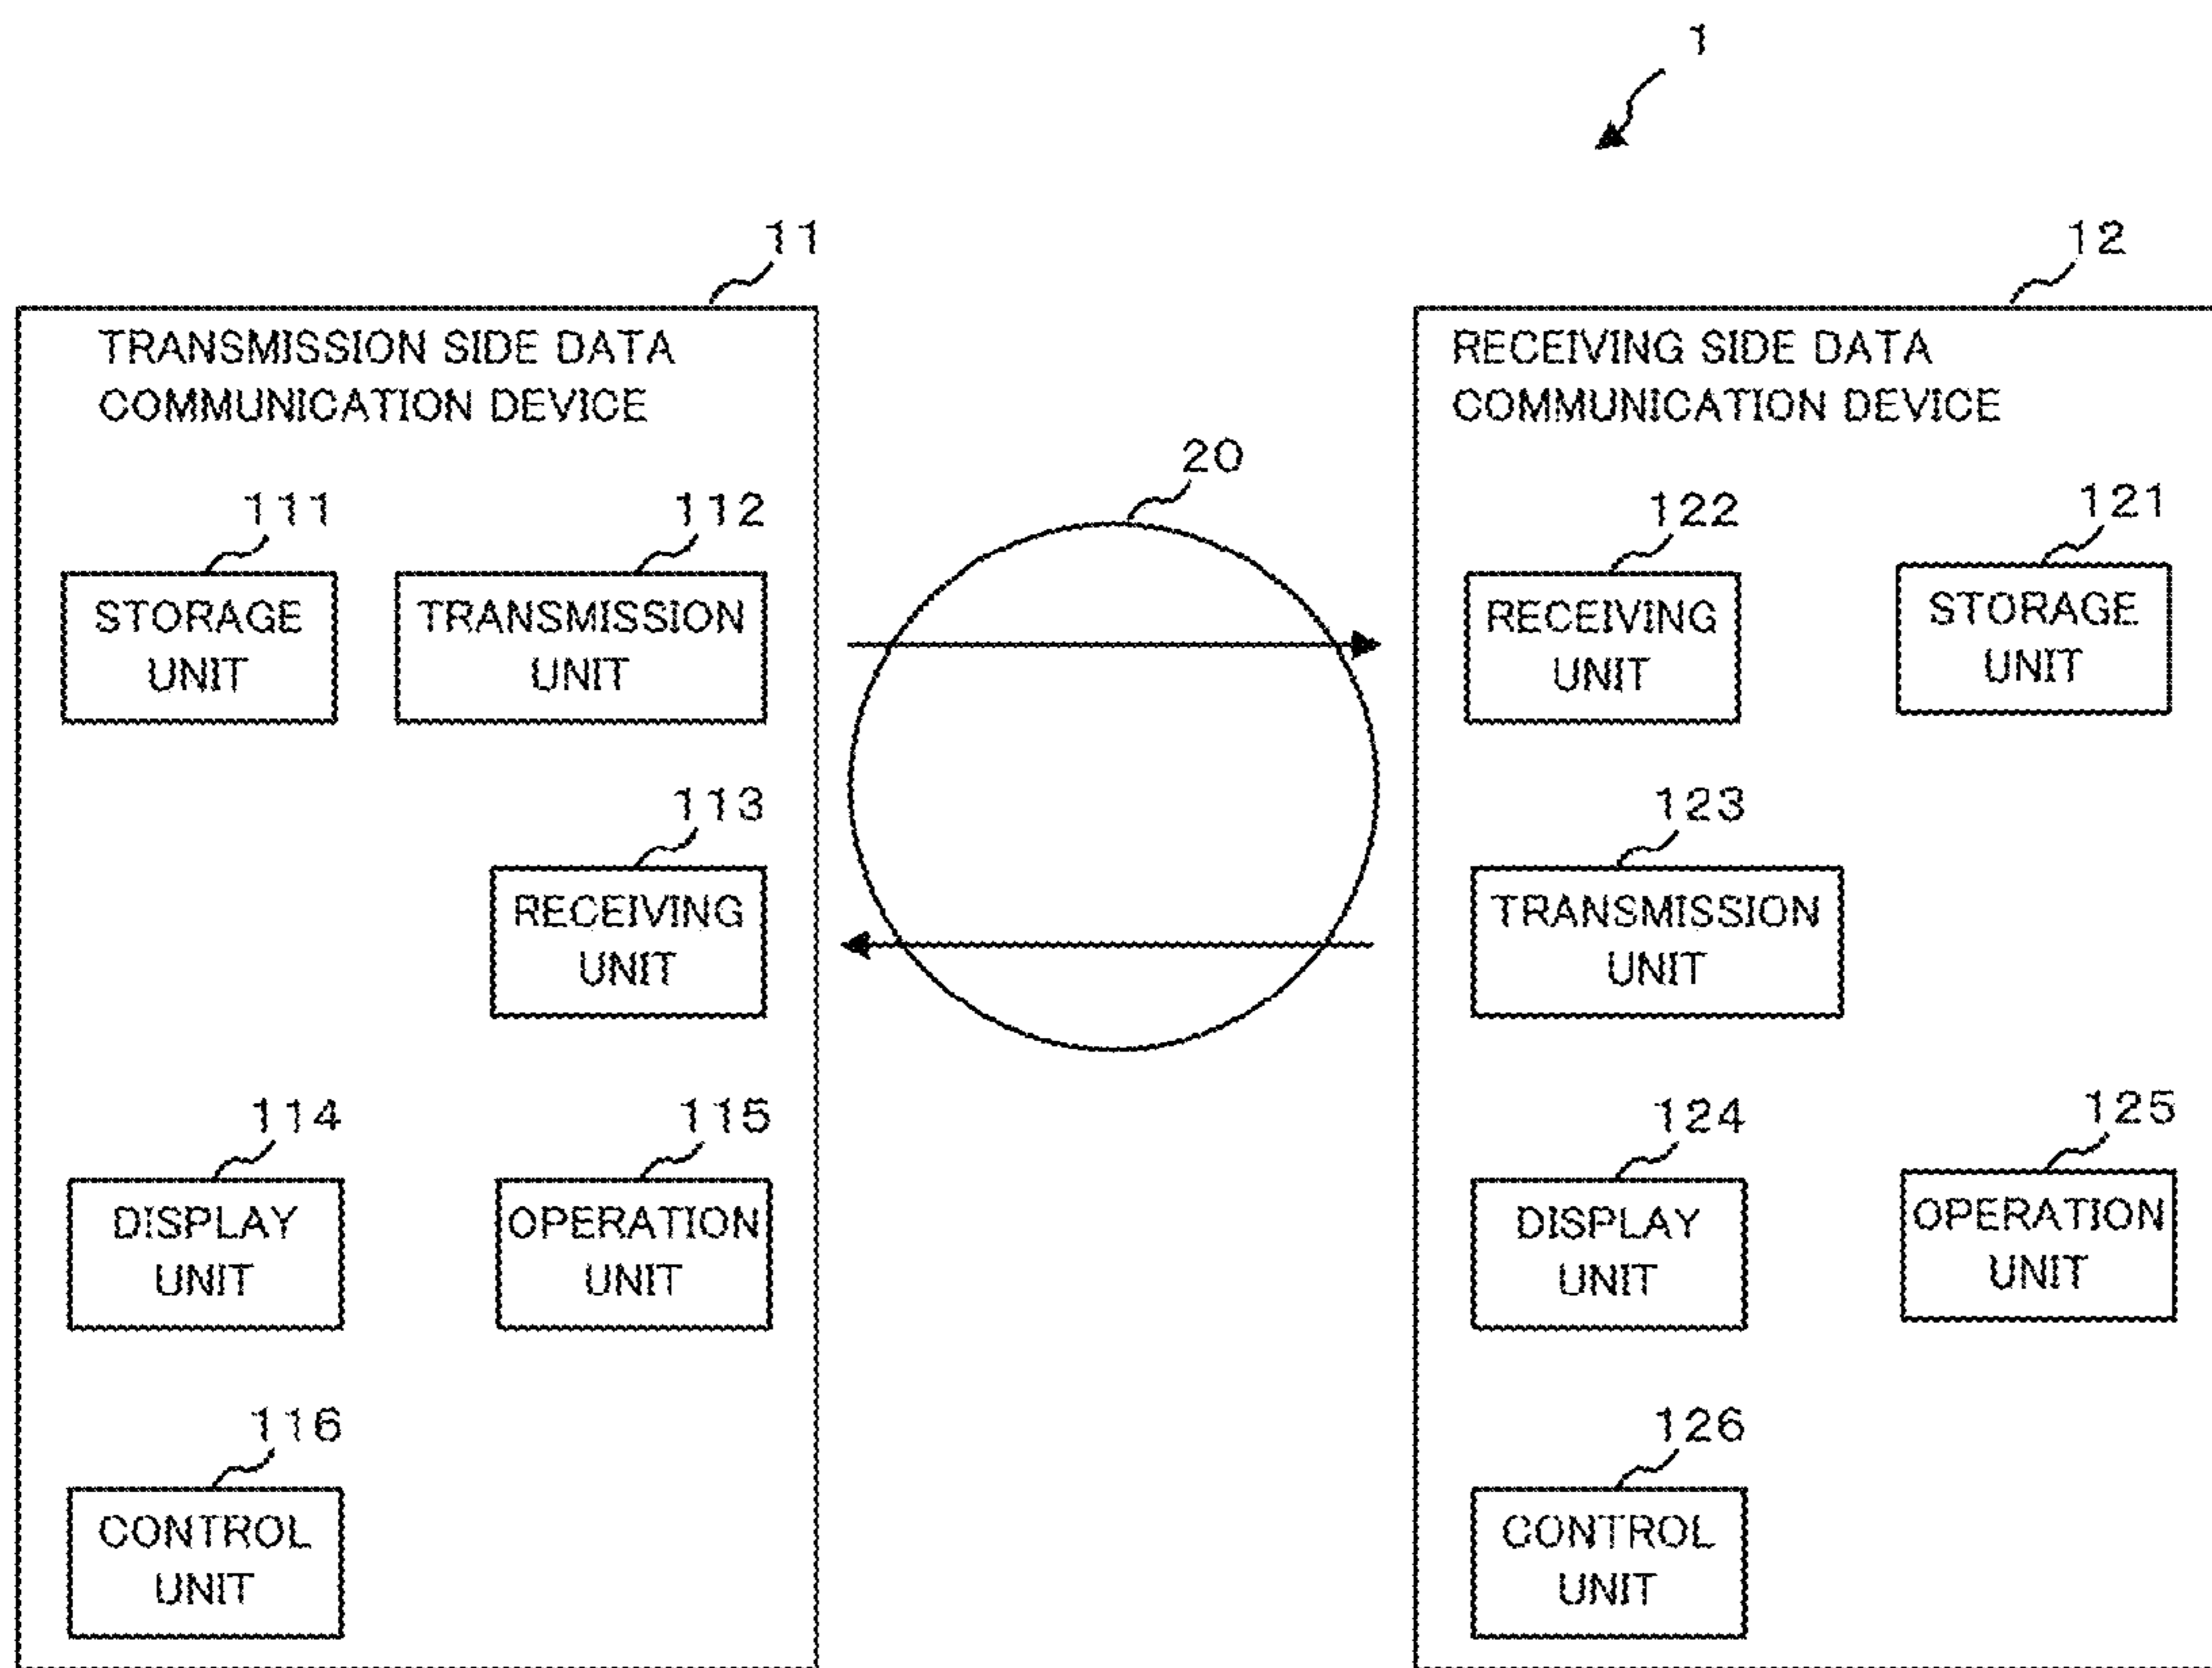 1
11
TRANSMISSION SIDE DATA
COMMUNICATION DEVICE
111
STORAGE
UNIT
112
TRANSMISSION
UNIT
113
RECEIVING
UNIT
114
DISPLAY
UNIT
115
OPERATION
UNIT
116
CONTROL
UNIT
20
12
RECEIVING SIDE DATA
COMMUNICATION DEVICE
122
RECEIVING
UNIT
121
STORAGE
UNIT
123
TRANSMISSION
UNIT
124
DISPLAY
UNIT
125
OPERATION
UNIT
126
CONTROL
UNIT